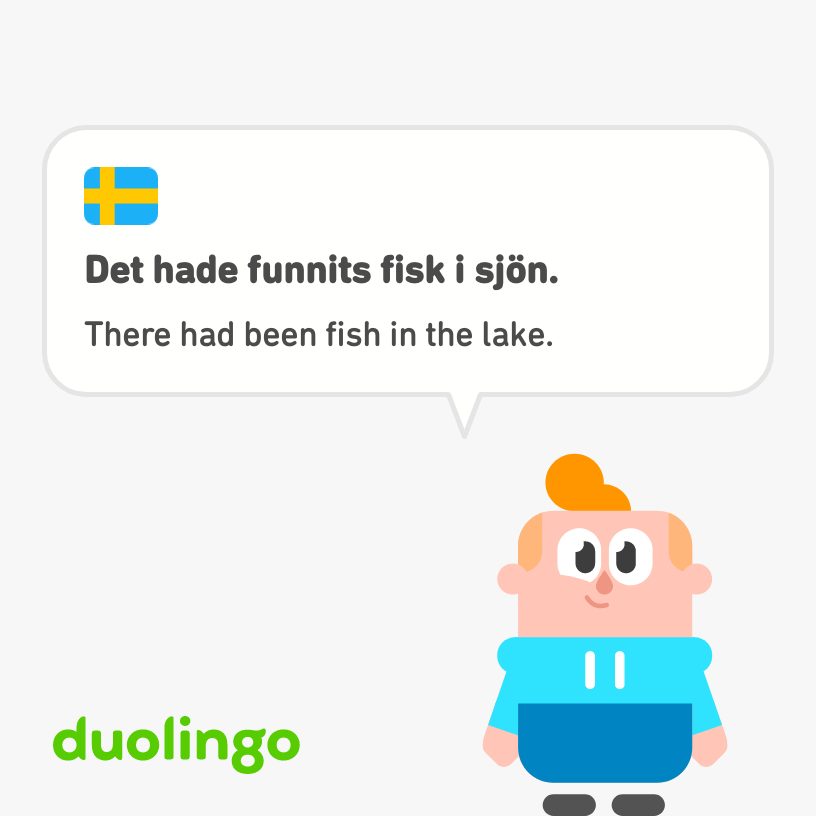 Det hade funnits fisk i sjön.
There had been fish in the lake.
duolingo